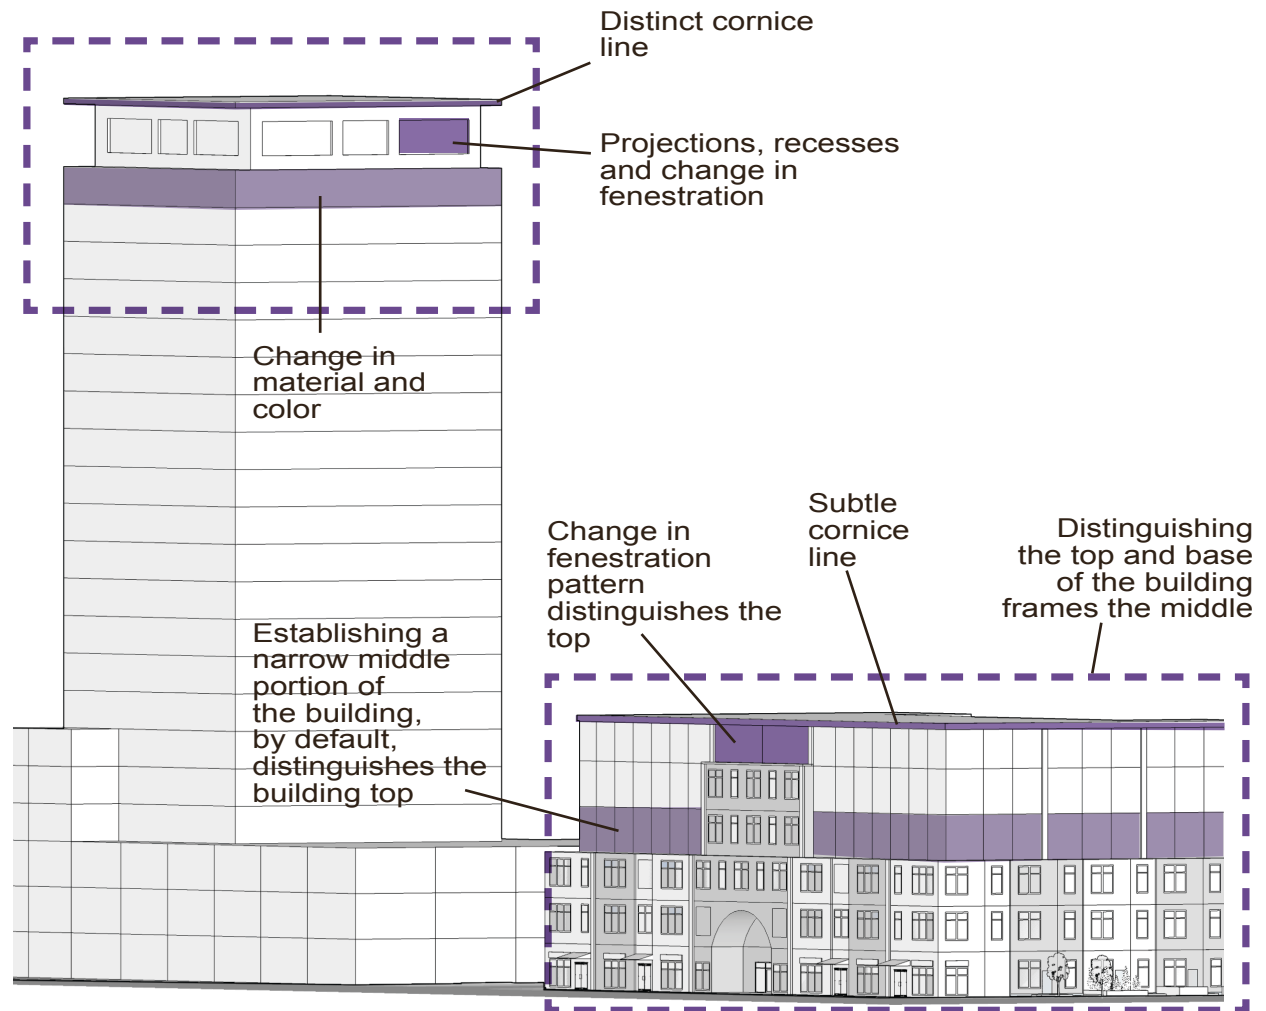 Distinct cornice
line
Projections, recesses
and change in
fenestration
Change in
material and
color
Subtle
cornice
line
Change in
fenestration
pattern
distinguishes the
top
Distinguishing
the top and base
of the building
frames the middle
Establishing a
narrow middle
portion of
the building,
by default,
distinguishes the
building top